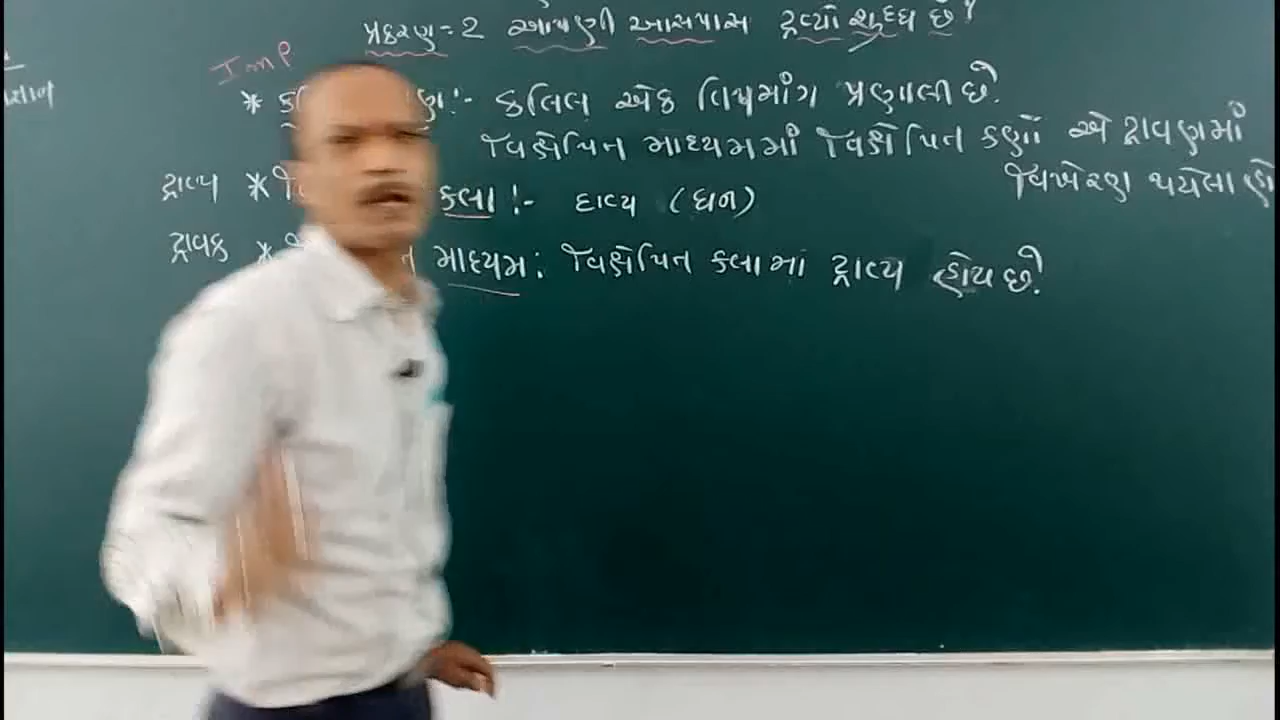 પ્રકરણ = 2 આપણી આસપાસ દ્રવ્યો શુદ્ધ છે?
Imp
* કલિલ એક વિષમાંગ પ્રણાલી છે.
વિક્ષેપિત માધ્યમમાં વિક્ષેપિત કણો એ દ્રાવણમાં
વિખેરણ થયેલા હો
દ્રાવ્ય * કલા :- દાવ્ય (ઘન)
દ્રાવક * માધ્યમ : વિક્ષેપિત કલામાં દ્રાવ્ય હોય છે.